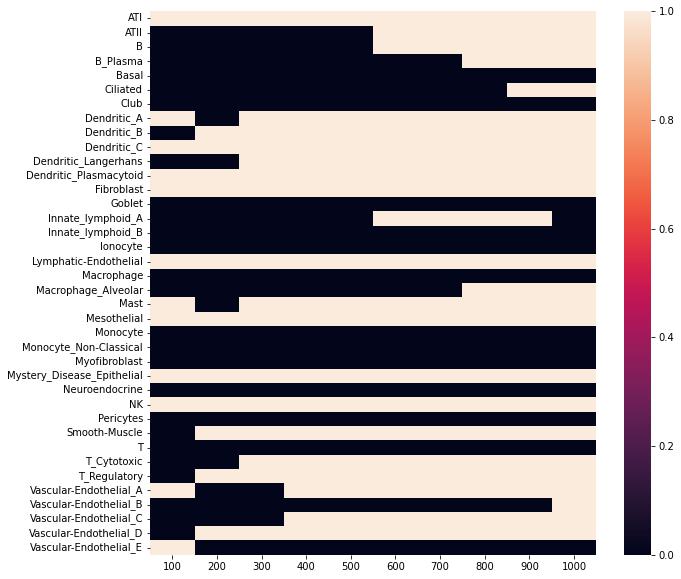 ATI
ATII
B
B_Plasma
Basal
Ciliated
Club
Dendritic_A
Dendritic_B
Dendritic_C
Dendritic_Langerhans
Dendritic_Plasmacytoid
Fibroblast
Goblet
Innate_lymphoid_A
Innate_lymphoid_B
Ionocyte
Lymphatic-Endothelial
Macrophage
Macrophage_Alveolar
Mast
Mesothelial
Monocyte
Monocyte_Non-Classical
Myofibroblast
Mystery_Disease_Epithelial
Neuroendocrine
NK
Pericytes
Smooth-Muscle
T
T_Cytotoxic
T_Regulatory
Vascular-Endothelial_A
Vascular-Endothelial_B
Vascular-Endothelial_C
Vascular-Endothelial_D
Vascular-Endothelial_E
100 200 300 400 500 600 700 800 900 1000
1.0
0.8
0.6
0.4
0.2
0.0